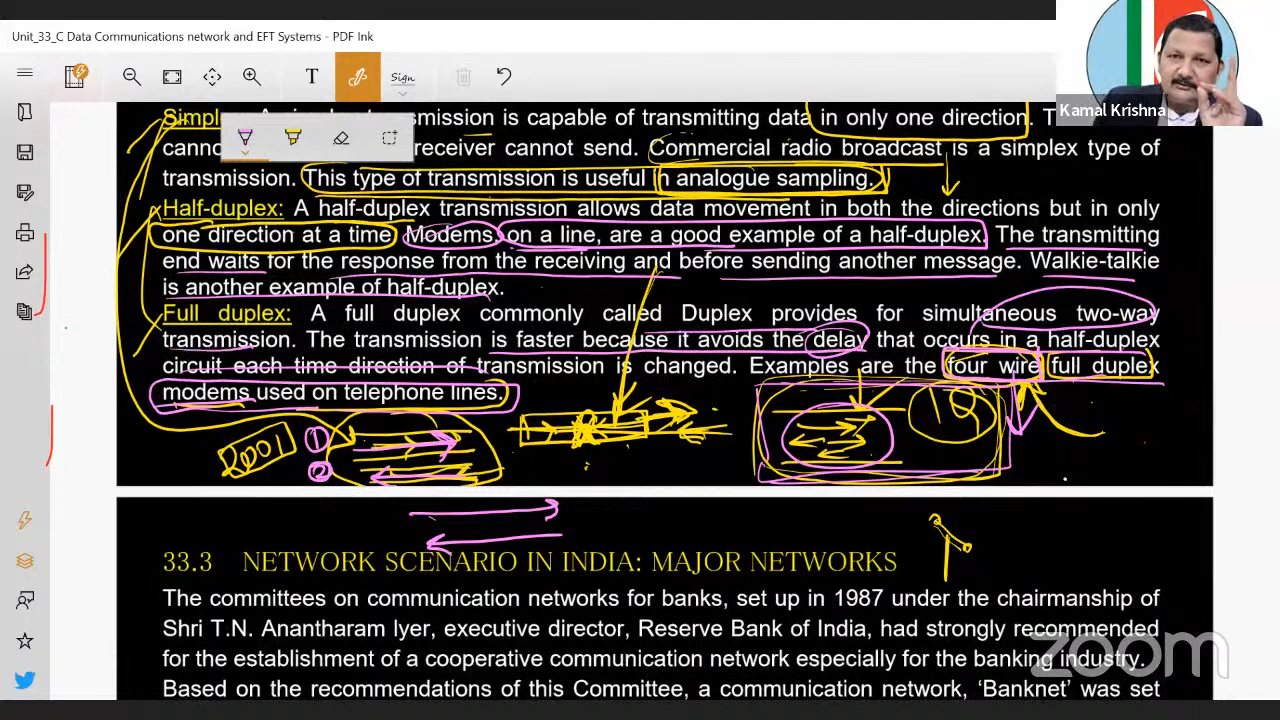 Unit_33_C Data Communications network and EFT Systems - PDF Ink
T
Sign
Kamal Krishna
transmission is capable of transmitting data in only one direction. T
canno receiver cannot send. Commercial radio broadcast is a simplex type of
transmission. This type of transmission is useful in analogue sampling.
Half-duplex: A half-duplex transmission allows data movement in both the directions but in only
one direction at a time. Modems, on a line, are a good example of a half-duplex. The transmitting
end waits for the response from the receiving and before sending another message. Walkie-talkie
is another example of half-duplex.
Full duplex: A full duplex commonly called Duplex provides for simultaneous two-way
transmission. The transmission is faster because it avoids the delay that occurs in a half-duplex
circuit each time direction of transmission is changed. Examples are the four wire full duplex
modems used on telephone lines.
1
2
33.3 NETWORK SCENARIO IN INDIA: MAJOR NETWORKS
The committees on communication networks for banks, set up in 1987 under the chairmanship of
Shri T.N. Anantharam Iyer, executive director, Reserve Bank of India, had strongly recommended
for the establishment of a cooperative communication network especially for the banking industry.
Based on the recommendations of this Committee, a communication network, ‘Banknet’ was set
zoom